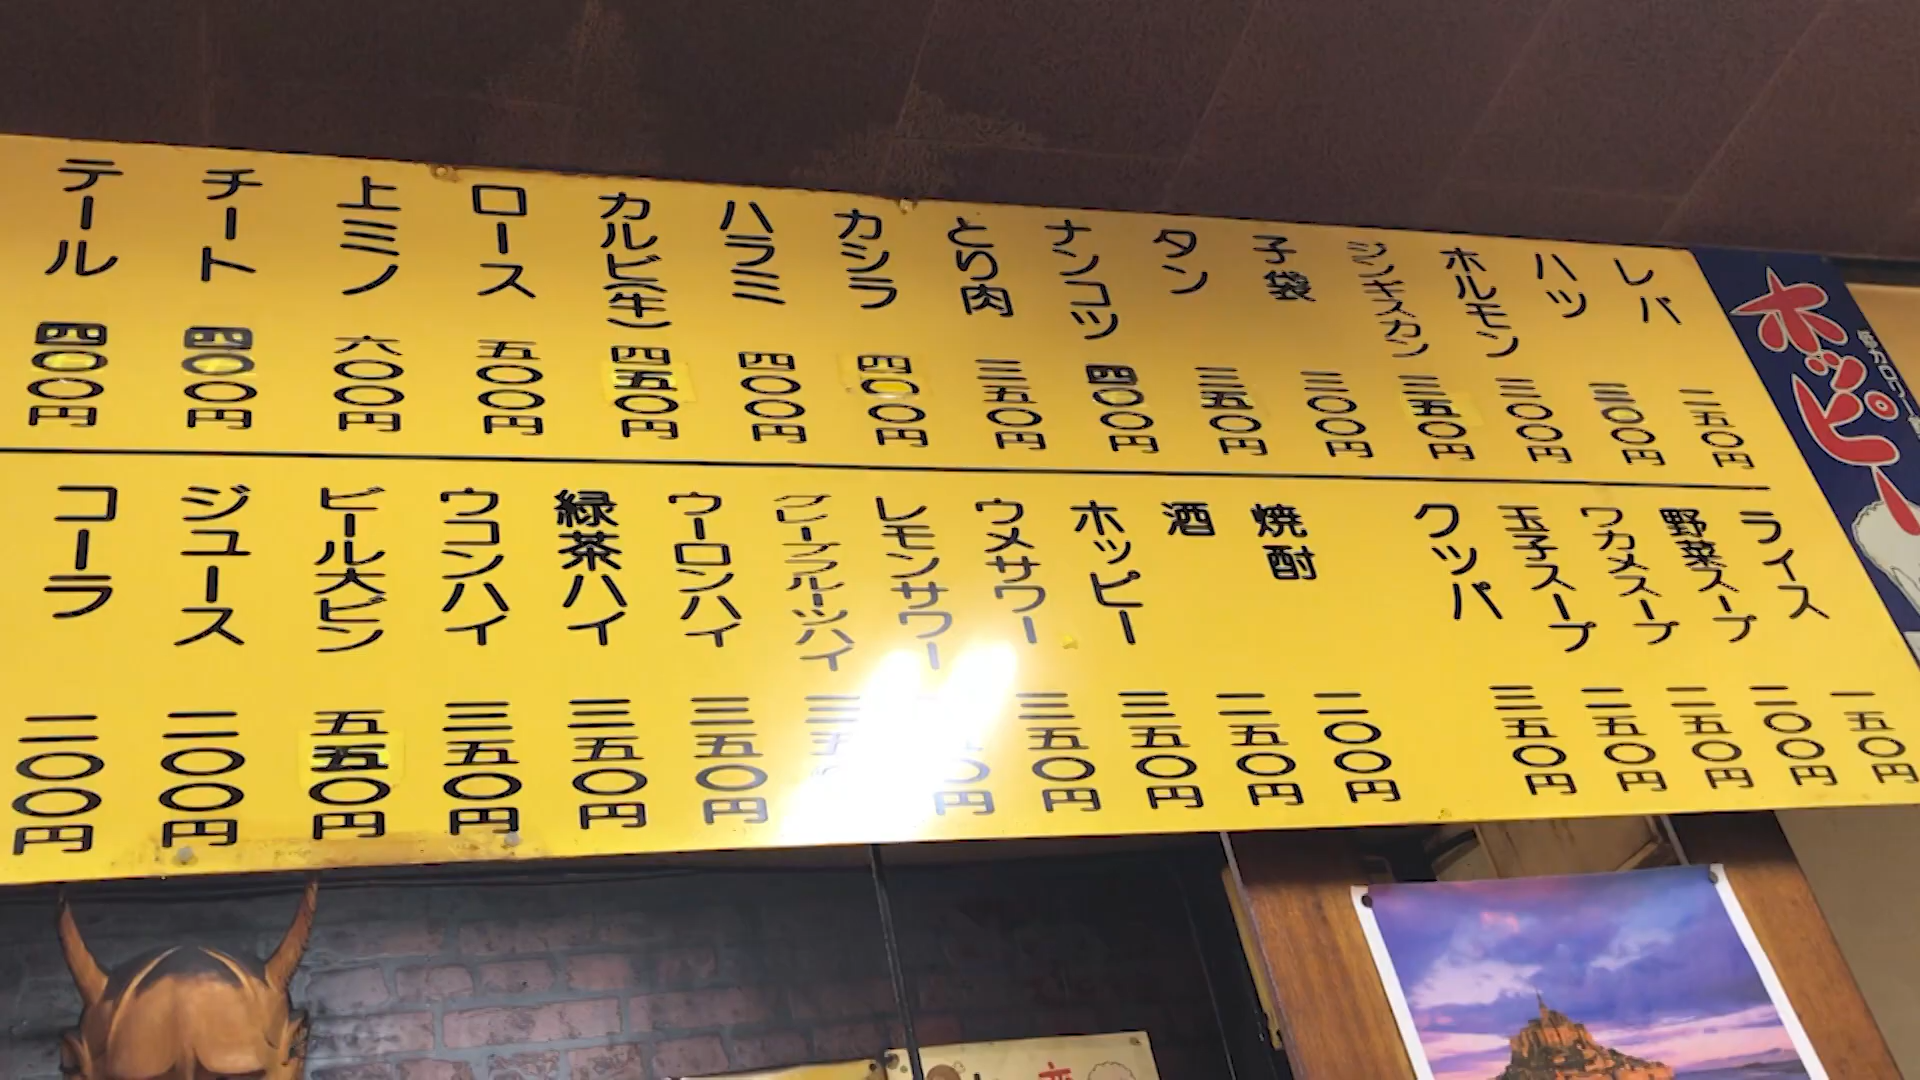 ホッピー
レバ 二五〇円
ハツ 三〇〇円
ホルモン 三〇〇円
ジンギスカン 三五〇円
子袋 三〇〇円
タン 三五〇円
ナンコツ 四〇〇円
とり肉 三五〇円
カシラ 四〇〇円
ハラミ 四〇〇円
カルビ(牛) 四五〇円
ロース 五〇〇円
上ミノ 六〇〇円
チート 四〇〇円
テール 四〇〇円
ライス 一五〇円
野菜スープ 二〇〇円
ワカメスープ 二五〇円
玉子スープ 二五〇円
クッパ 三五〇円
焼酎 二〇〇円
酒 二五〇円
ホッピー 三五〇円
ウメサワー 三五〇円
レモンサワー
グレープフルーツハイ
ウーロンハイ 三五〇円
緑茶ハイ 三五〇円
ウコンハイ 三五〇円
ビール大ビン 五五〇円
ジュース 二〇〇円
コーラ 二〇〇円